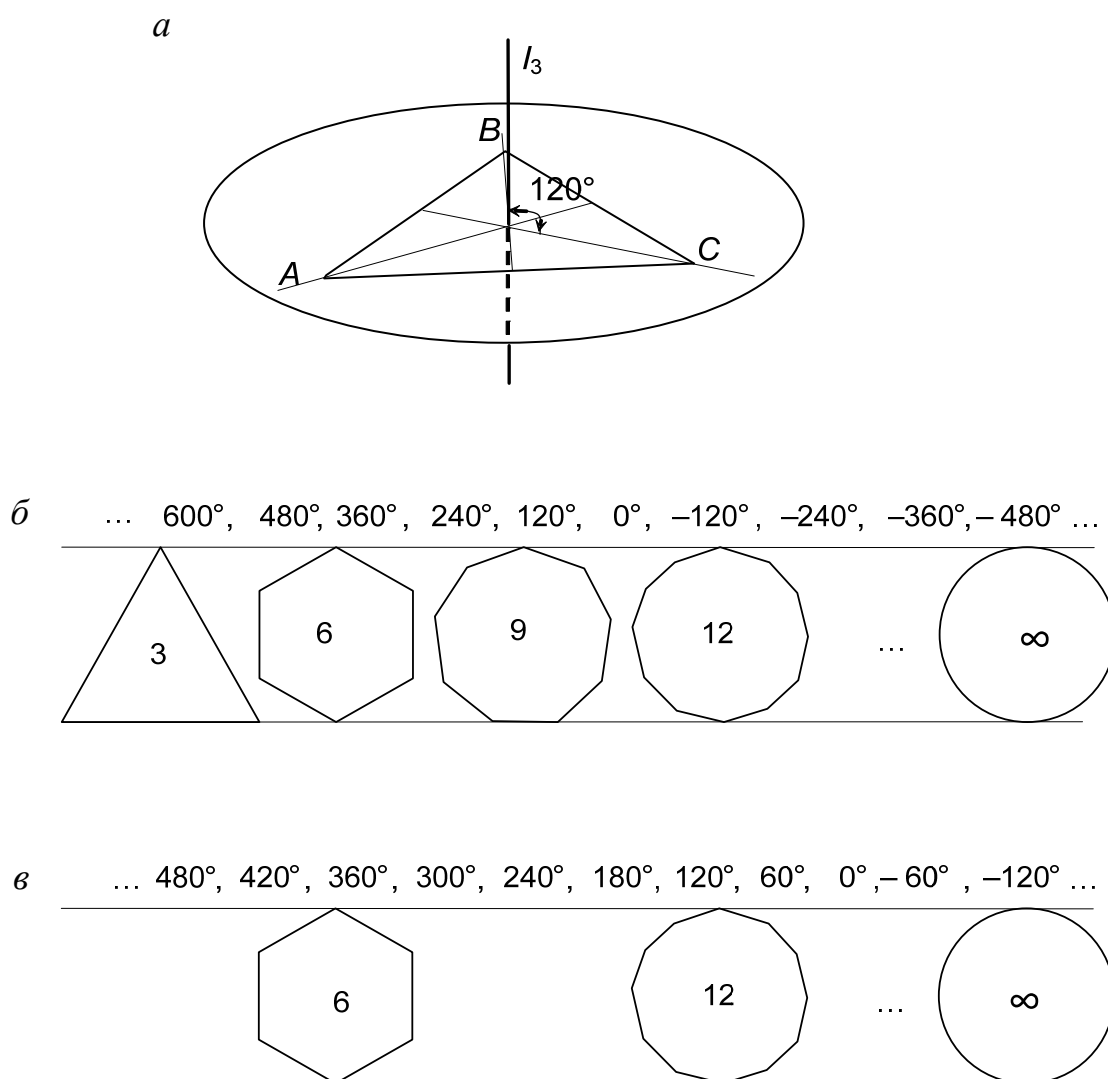 а
l₃
B
120°
A
C
б ... 600°, 480°, 360°, 240°, 120°, 0°, –120°, –240°, –360°, – 480° ...
3 6 9 12 ... ∞
в ... 480°, 420°, 360°, 300°, 240°, 180°, 120°, 60°, 0°, – 60°, –120° ...
6 12 ... ∞